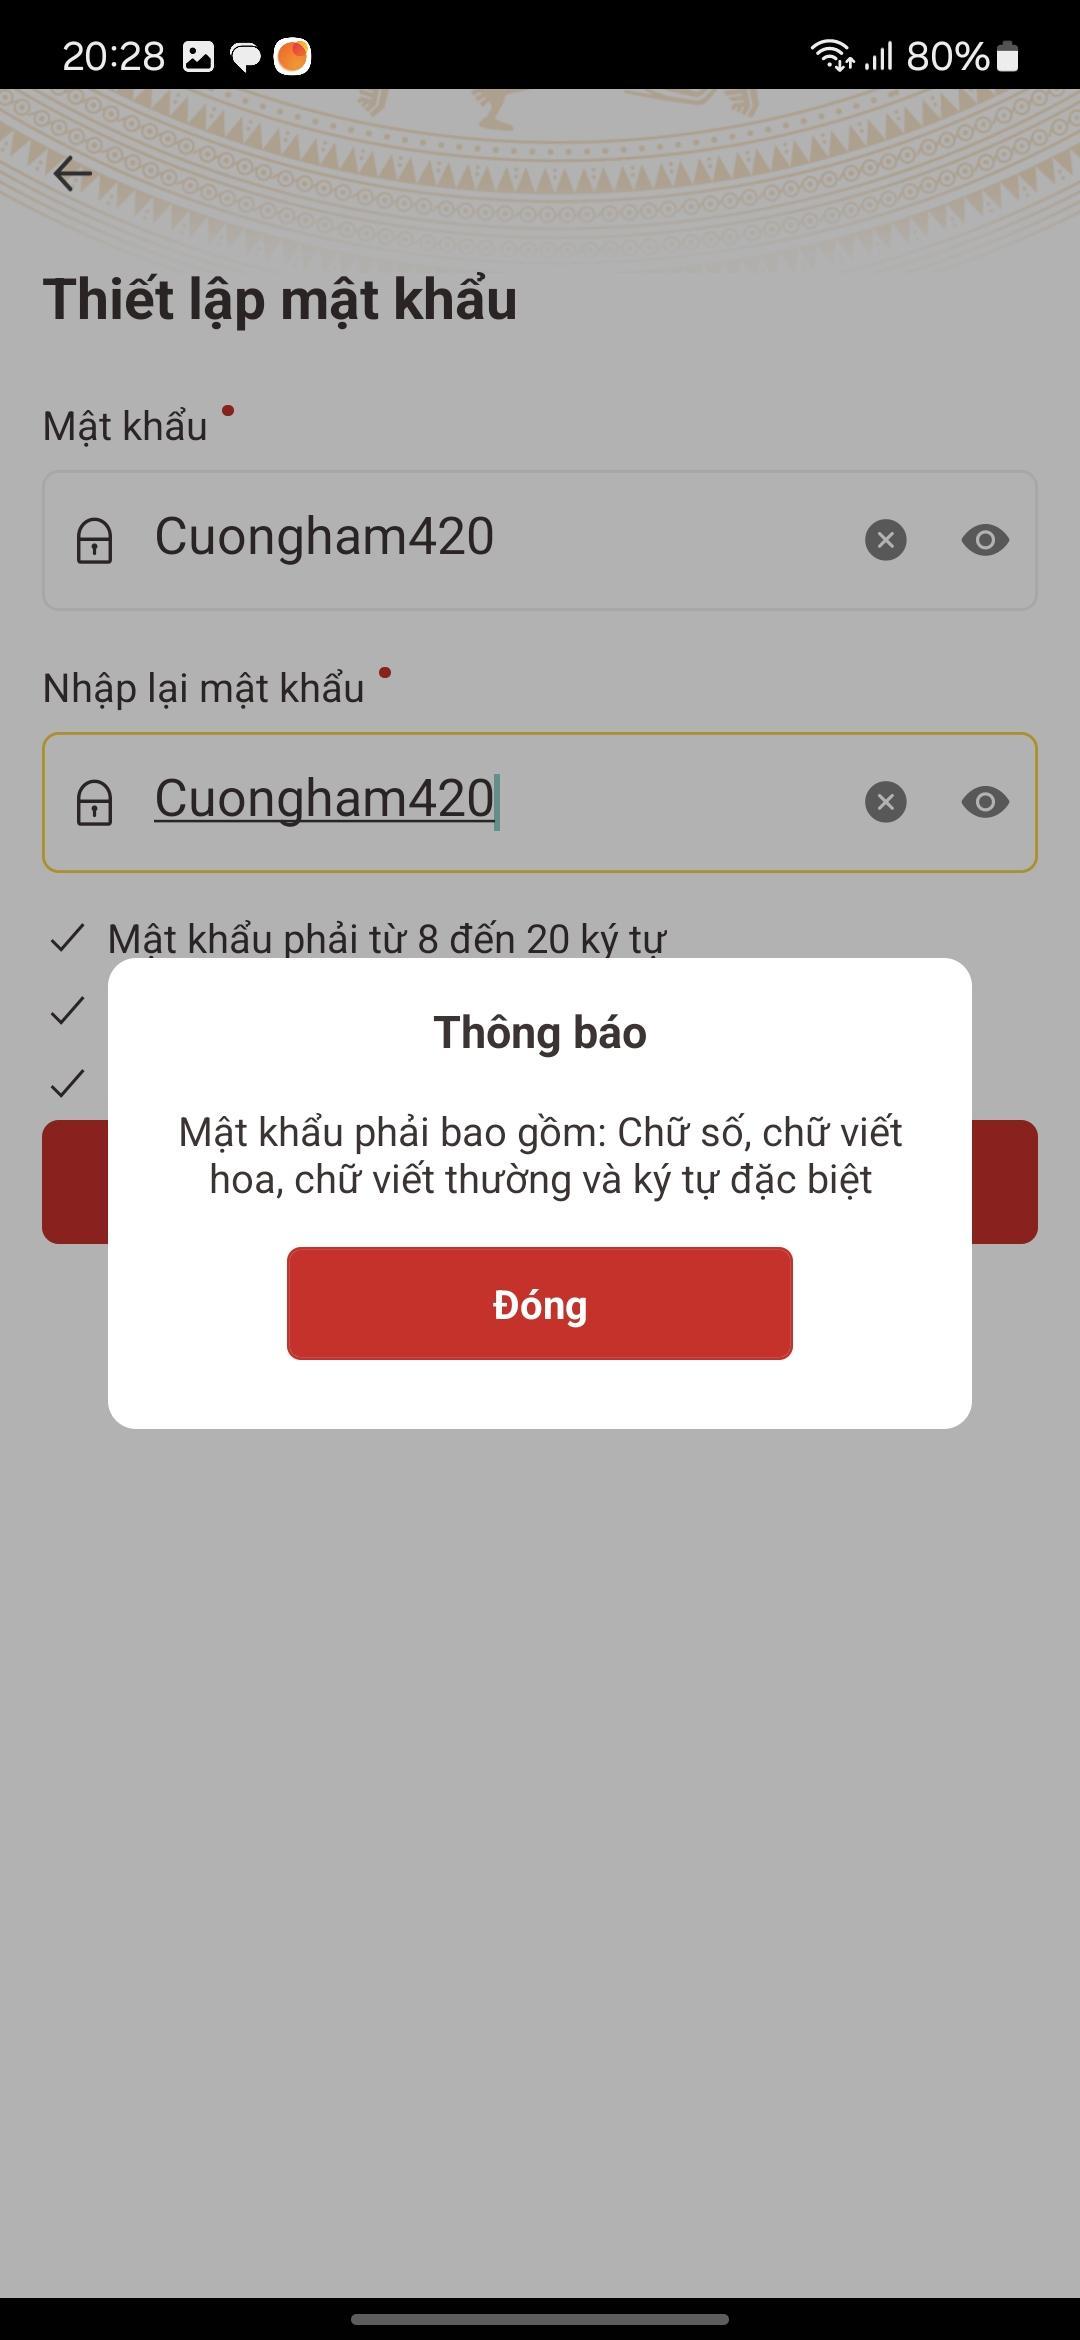 20:28
80%
Thiết lập mật khẩu
Mật khẩu
Cuongham420
Nhập lại mật khẩu
Cuongham420
Mật khẩu phải từ 8 đến 20 ký tự
Thông báo
Mật khẩu phải bao gồm: Chữ số, chữ viết
hoa, chữ viết thường và ký tự đặc biệt
Đóng